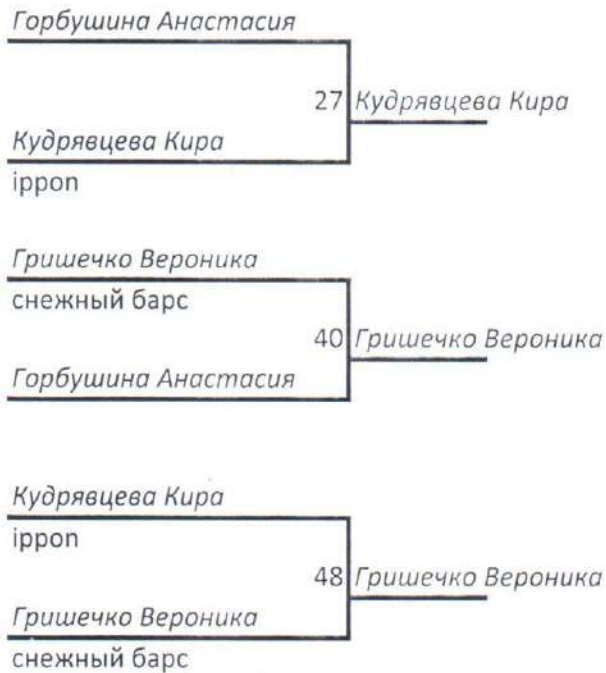 Горбушина Анастасия
27 Кудрявцева Кира
Кудрявцева Кира
ippon
Гришечко Вероника
снежный барс
40 Гришечко Вероника
Горбушина Анастасия
Кудрявцева Кира
ippon
48 Гришечко Вероника
Гришечко Вероника
снежный барс